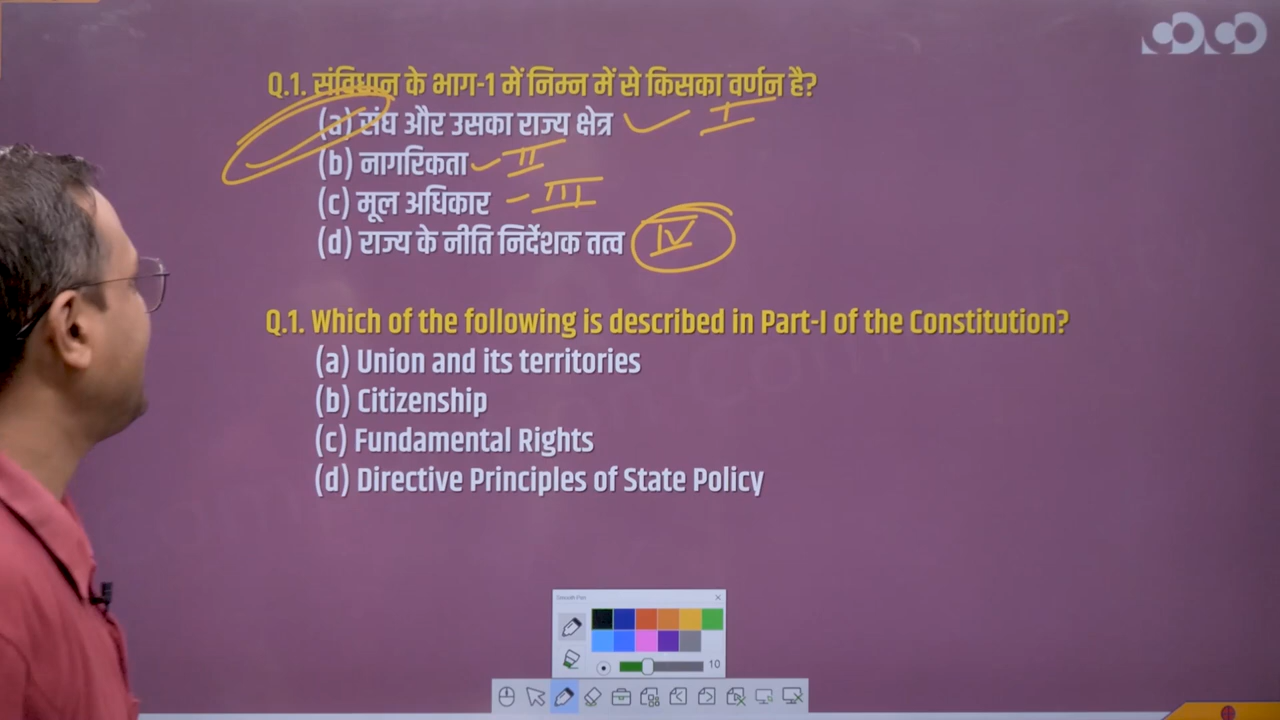 Q.1. संविधान के भाग-1 में निम्न में से किसका वर्णन है?
(a) संघ और उसका राज्य क्षेत्र I
(b) नागरिकता II
(c) मूल अधिकार III
(d) राज्य के नीति निर्देशक तत्व IV
Q.1. Which of the following is described in Part-I of the Constitution?
(a) Union and its territories
(b) Citizenship
(c) Fundamental Rights
(d) Directive Principles of State Policy
10